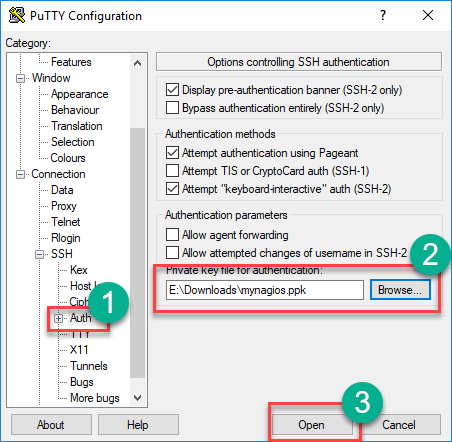 PuTTY Configuration
?
Category:
Features
Window
Appearance
Behaviour
Translation
Selection
Colours
Connection
Data
Proxy
Telnet
Rlogin
SSH
Kex
Host
Auth
TTY
X11
Tunnels
Bugs
More bugs
1
Options controlling SSH authentication
Display pre-authentication banner (SSH-2 only)
Bypass authentication entirely (SSH-2 only)
Authentication methods
Attempt authentication using Pageant
Attempt TIS or CryptoCard auth (SSH-1)
Attempt "keyboard-interactive" auth (SSH-2)
Authentication parameters
Allow agent forwarding
Allow attempted changes of username in SSH-2
2
Private key file for authentication:
E:\Downloads\mynagios.ppk Browse...
3
About Help Open Cancel